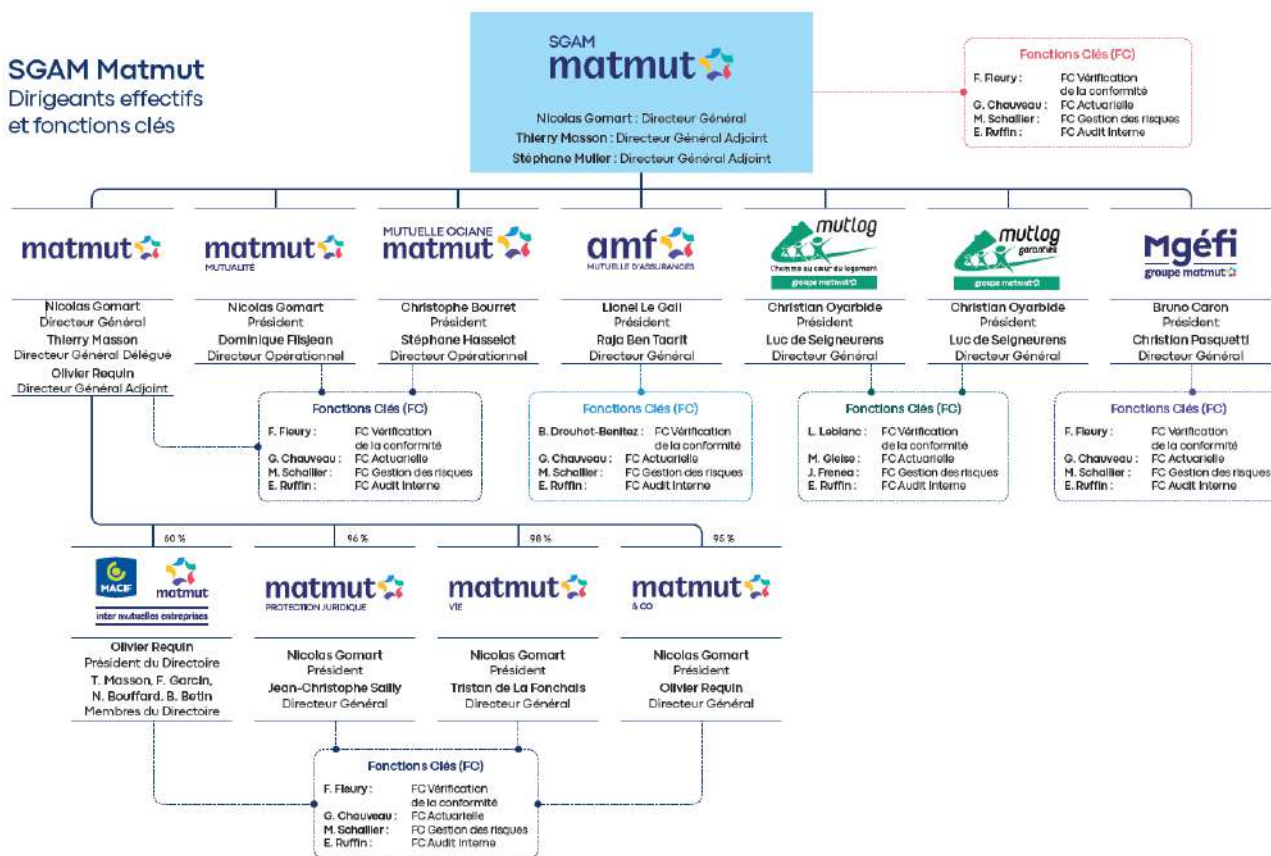 SGAM Matmut
Dirigeants effectifs
et fonctions clés
SGAM
matmut
Nicolas Gomart : Directeur Général
Thierry Masson : Directeur Général Adjoint
Stéphane Muller : Directeur Général Adjoint
Fonctions Clés (FC)
F. Fleury : FC Vérification
de la conformité
G. Chauveau : FC Actuarielle
M. Schallier : FC Gestion des risques
E. Ruffin : FC Audit Interne
matmut
Nicolas Gomart
Directeur Général
Thierry Masson
Directeur Général Délégué
Olivier Requin
Directeur Général Adjoint
matmut
MUTUALITÉ
Nicolas Gomart
Président
Dominique Flisjean
Directeur Opérationnel
MUTUELLE OCIANE
matmut
Christophe Bourret
Président
Stéphane Hasselot
Directeur Opérationnel
amf
MUTUELLE D'ASSURANCES
Lionel Le Gall
Président
Raja Ben Taarit
Directeur Général
mutlog
L'homme au cœur du logement
groupe matmut
Christian Oyarbide
Président
Luc de Seigneurens
Directeur Général
mutlog
garanties
groupe matmut
Christian Oyarbide
Président
Luc de Seigneurens
Directeur Général
Mgéfi
groupe matmut
Bruno Caron
Président
Christian Pasquetti
Directeur Général
Fonctions Clés (FC)
F. Fleury : FC Vérification
de la conformité
G. Chauveau : FC Actuarielle
M. Schallier : FC Gestion des risques
E. Ruffin : FC Audit Interne
Fonctions Clés (FC)
B. Drouhot-Benitez : FC Vérification
de la conformité
G. Chauveau : FC Actuarielle
M. Schallier : FC Gestion des risques
E. Ruffin : FC Audit Interne
Fonctions Clés (FC)
L. Leblanc : FC Vérification
de la conformité
M. Gleise : FC Actuarielle
J. Frenea : FC Gestion des risques
E. Ruffin : FC Audit Interne
Fonctions Clés (FC)
F. Fleury : FC Vérification
de la conformité
G. Chauveau : FC Actuarielle
M. Schallier : FC Gestion des risques
E. Ruffin : FC Audit Interne
60 %
96 %
98 %
95 %
MACIF
matmut
inter mutuelles entreprises
Olivier Requin
Président du Directoire
T. Masson, F. Garcin,
N. Bouffard, B. Betin
Membres du Directoire
matmut
PROTECTION JURIDIQUE
Nicolas Gomart
Président
Jean-Christophe Sailly
Directeur Général
matmut
VIE
Nicolas Gomart
Président
Tristan de La Fonchais
Directeur Général
matmut
& CO
Nicolas Gomart
Président
Olivier Requin
Directeur Général
Fonctions Clés (FC)
F. Fleury : FC Vérification
de la conformité
G. Chauveau : FC Actuarielle
M. Schallier : FC Gestion des risques
E. Ruffin : FC Audit Interne